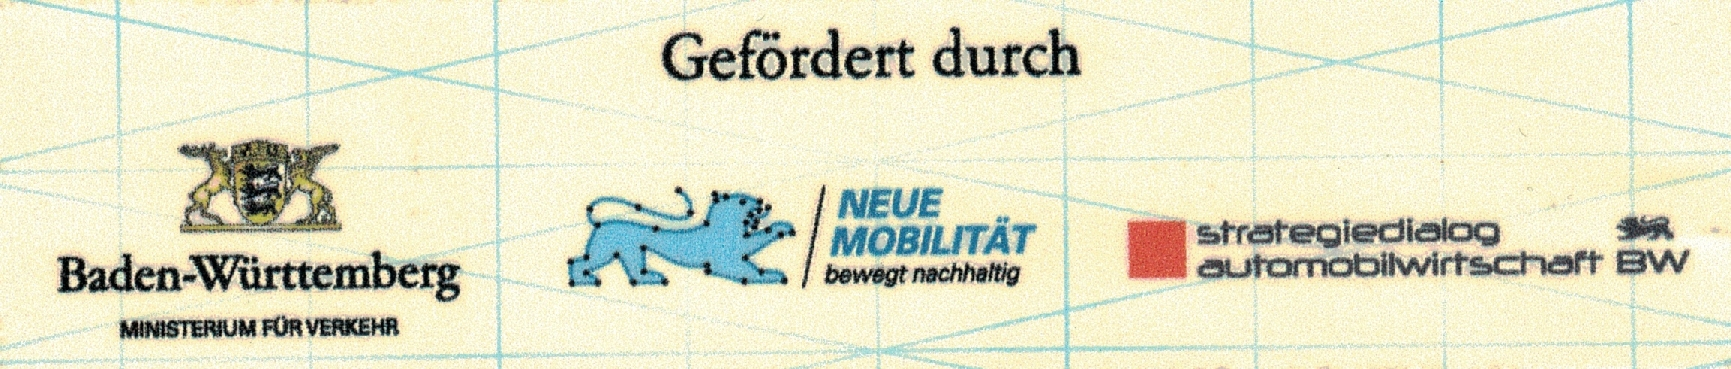 Gefördert durch
Baden-Württemberg
MINISTERIUM FÜR VERKEHR
NEUE
MOBILITÄT
bewegt nachhaltig
strategiedialog
automobilwirtschaft BW